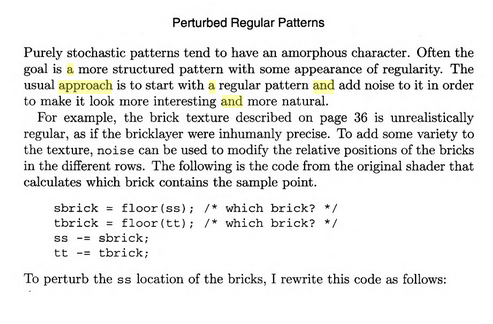 Perturbed Regular Patterns
Purely stochastic patterns tend to have an amorphous character. Often the
goal is a more structured pattern with some appearance of regularity. The
usual approach is to start with a regular pattern and add noise to it in order
to make it look more interesting and more natural.
For example, the brick texture described on page 36 is unrealistically
regular, as if the bricklayer were inhumanly precise. To add some variety to
the texture, noise can be used to modify the relative positions of the bricks
in the different rows. The following is the code from the original shader that
calculates which brick contains the sample point.
sbrick = floor(ss); /* which brick? */
tbrick = floor(tt); /* which brick? */
ss -= sbrick;
tt -= tbrick;
To perturb the ss location of the bricks, I rewrite this code as follows: